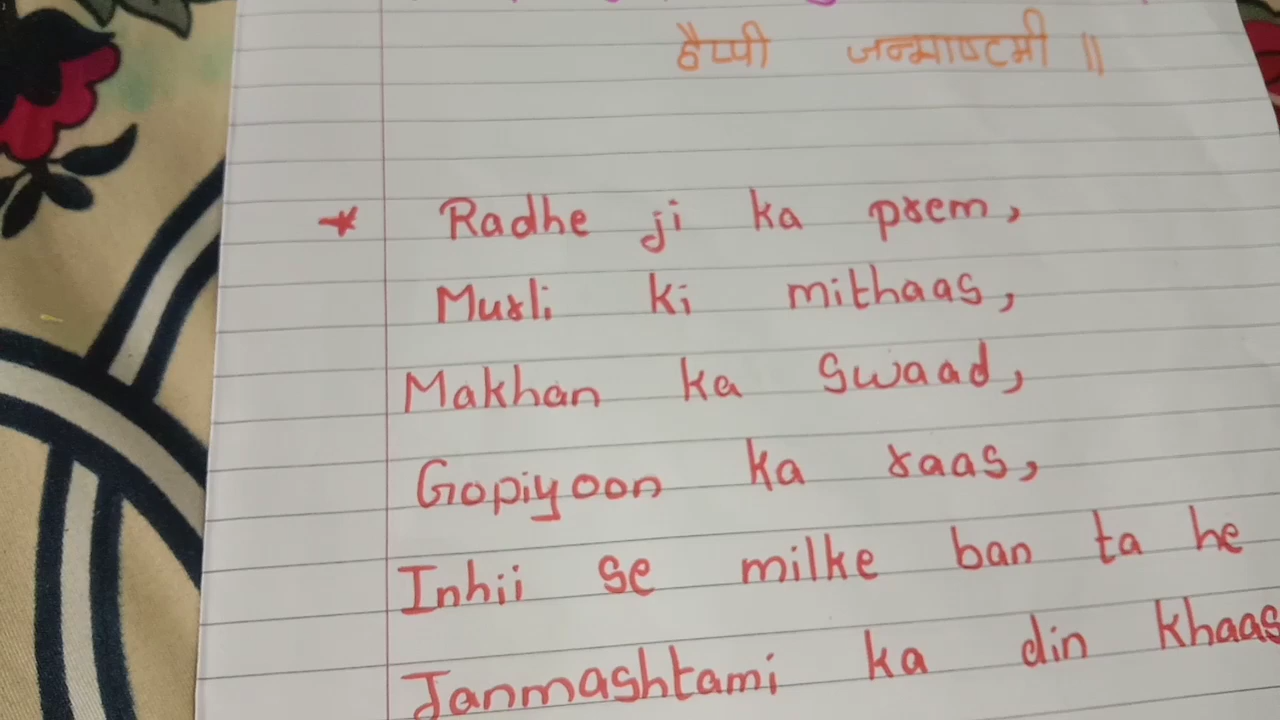 हैप्पी जन्माष्टमी ॥
* Radhe ji ka prem,
Murli ki mithaas,
Makhan ka Swaad,
Gopiyoon ka raas,
Inhii se milke ban ta he
Janmashtami ka din khaas